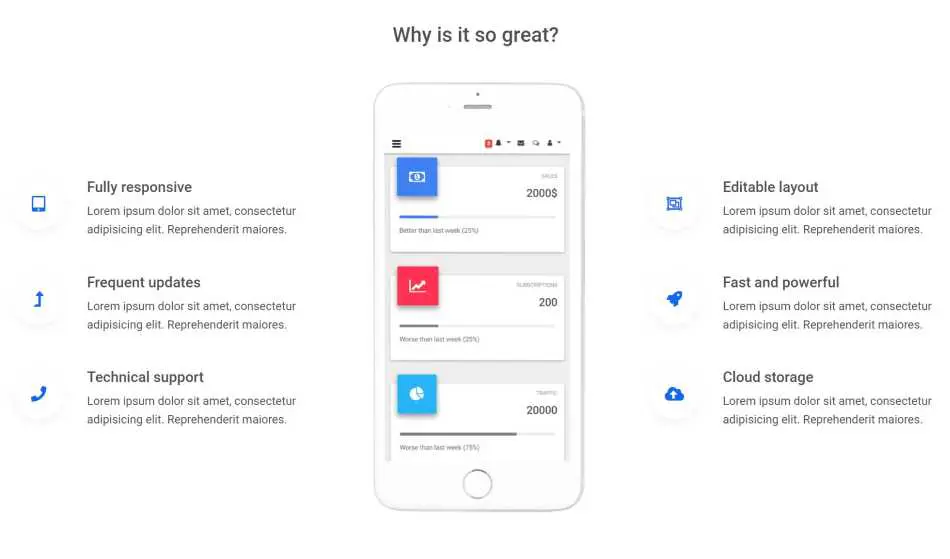 Why is it so great?
Fully responsive
Lorem ipsum dolor sit amet, consectetur
adipisicing elit. Reprehenderit maiores.
Frequent updates
Lorem ipsum dolor sit amet, consectetur
adipisicing elit. Reprehenderit maiores.
Technical support
Lorem ipsum dolor sit amet, consectetur
adipisicing elit. Reprehenderit maiores.
SALES
2000$
Better than last week (25%)
SUBSCRIPTIONS
200
Worse than last week (25%)
TRAFFIC
20000
Worse than last week (75%)
Editable layout
Lorem ipsum dolor sit amet, consectetur
adipisicing elit. Reprehenderit maiores.
Fast and powerful
Lorem ipsum dolor sit amet, consectetur
adipisicing elit. Reprehenderit maiores.
Cloud storage
Lorem ipsum dolor sit amet, consectetur
adipisicing elit. Reprehenderit maiores.